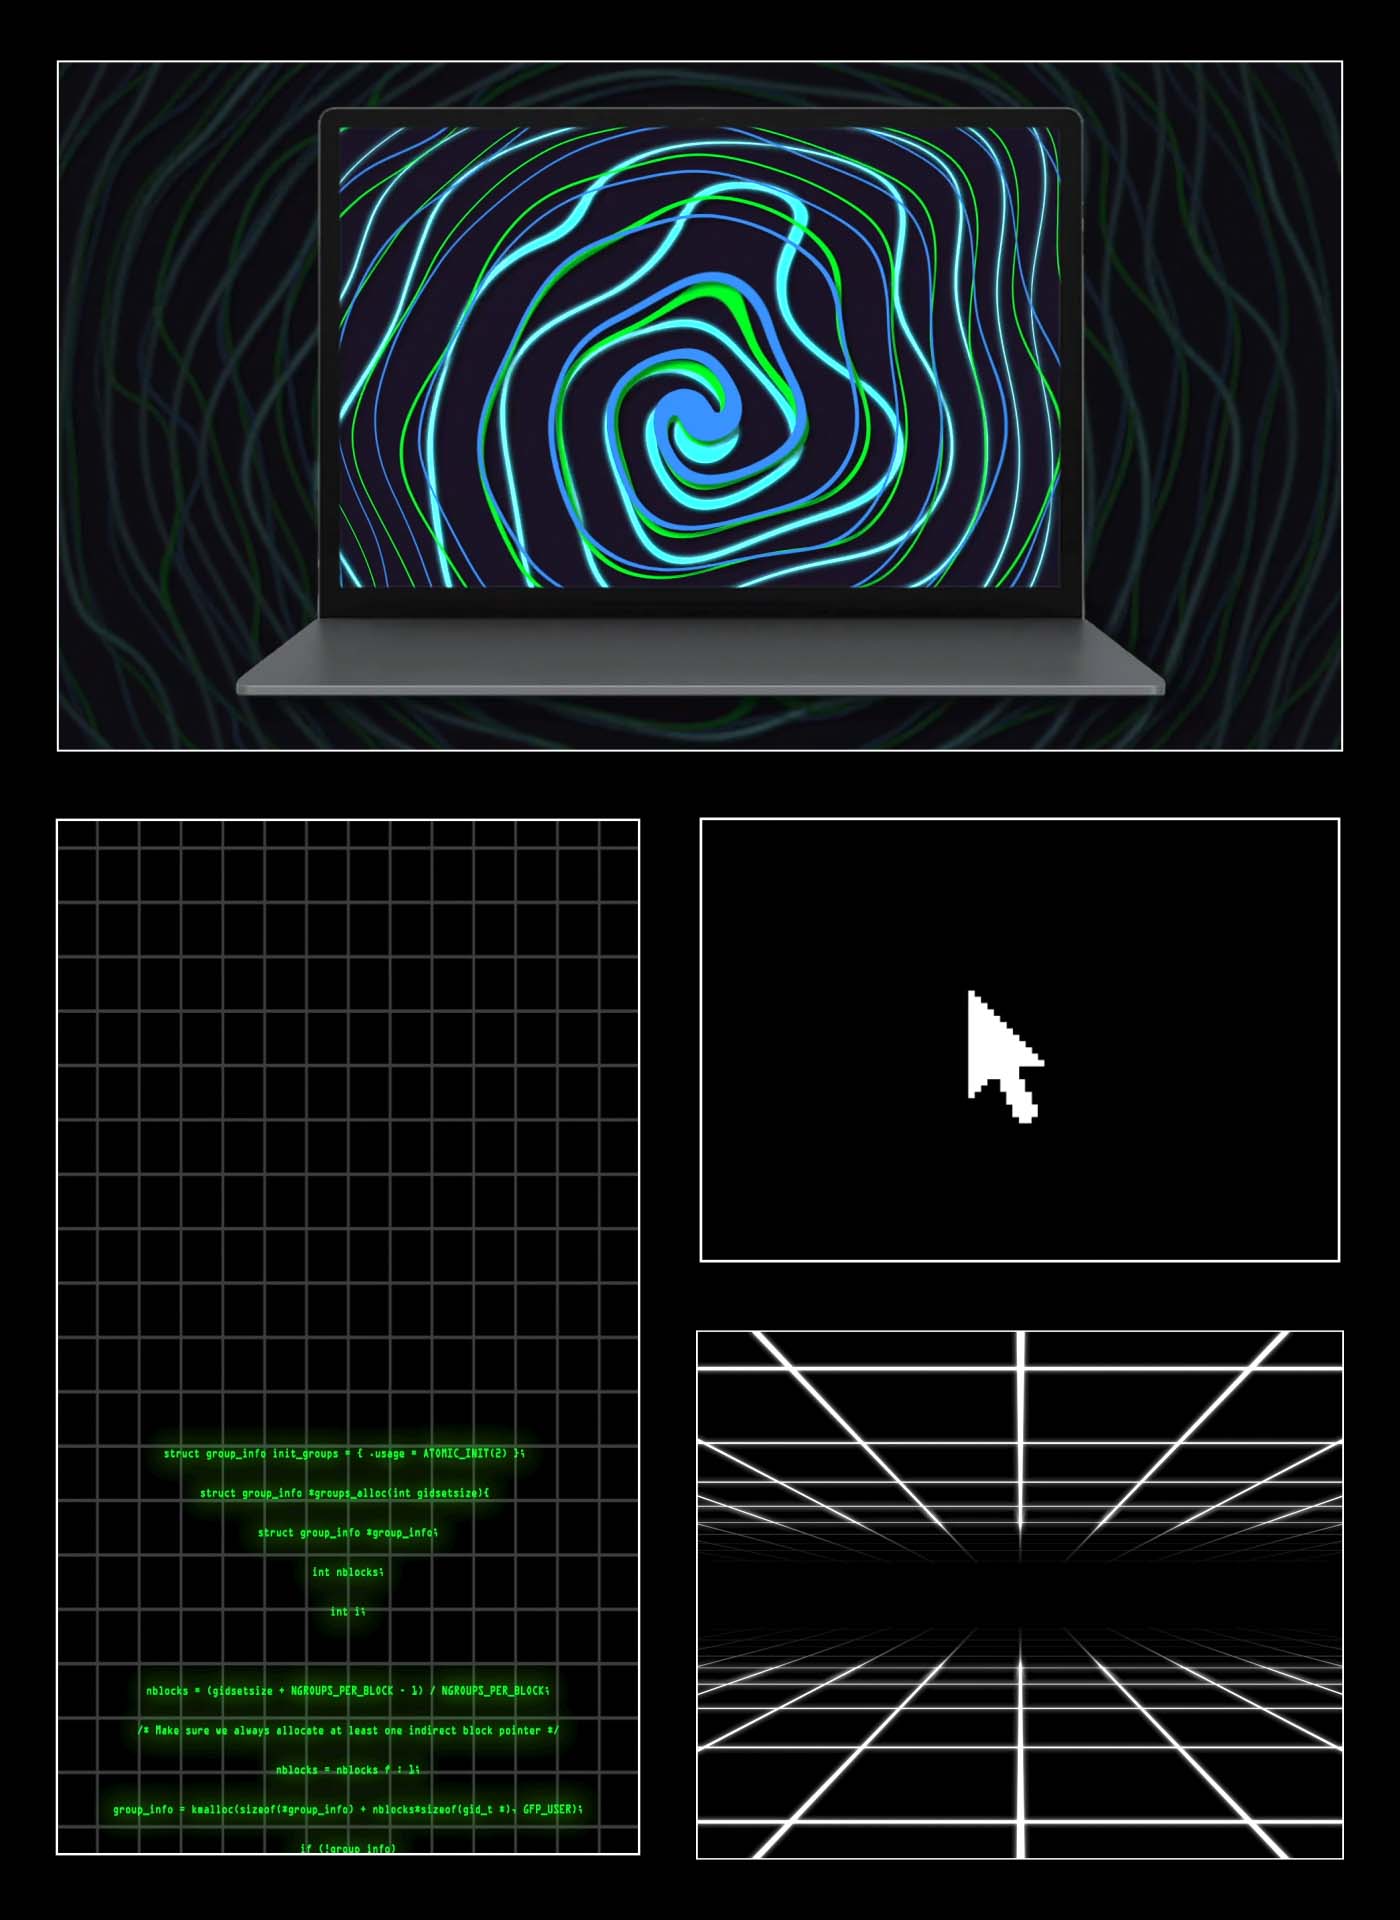 struct group_info init_groups = { .usage = ATOMIC_INIT(2) };
struct group_info *groups_alloc(int gidsetsize){
struct group_info *group_info;
int nblocks;
int i;
nblocks = (gidsetsize + NGROUPS_PER_BLOCK - 1) / NGROUPS_PER_BLOCK;
/* Make sure we always allocate at least one indirect block pointer */
nblocks = nblocks ? : 1;
group_info = kmalloc(sizeof(*group_info) + nblocks*sizeof(gid_t *), GFP_USER);
if (!group_info)